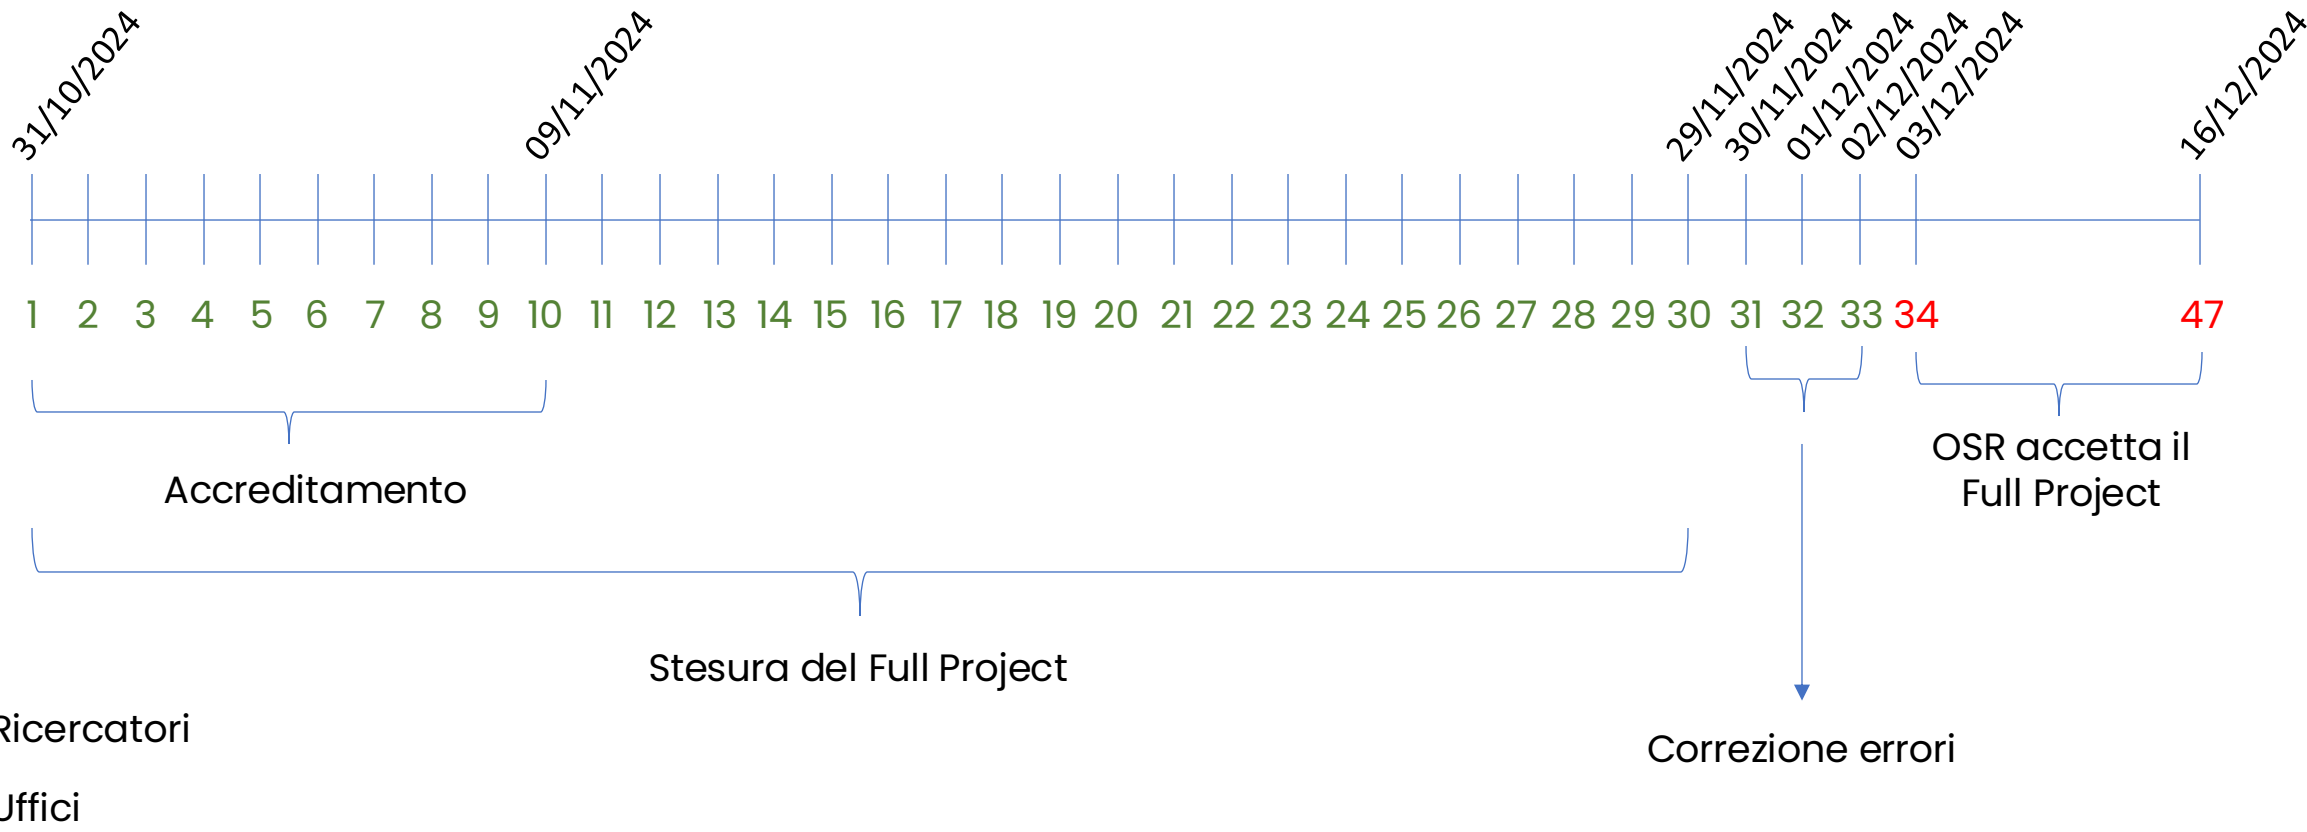 31/10/2024 09/11/2024 29/11/2024 30/11/2024 01/12/2024 02/12/2024 03/12/2024 16/12/2024
1 2 3 4 5 6 7 8 9 10 11 12 13 14 15 16 17 18 19 20 21 22 23 24 25 26 27 28 29 30 31 32 33 34 47
Accreditamento
OSR accetta il
Full Project
Stesura del Full Project
Correzione errori
Ricercatori
Uffici